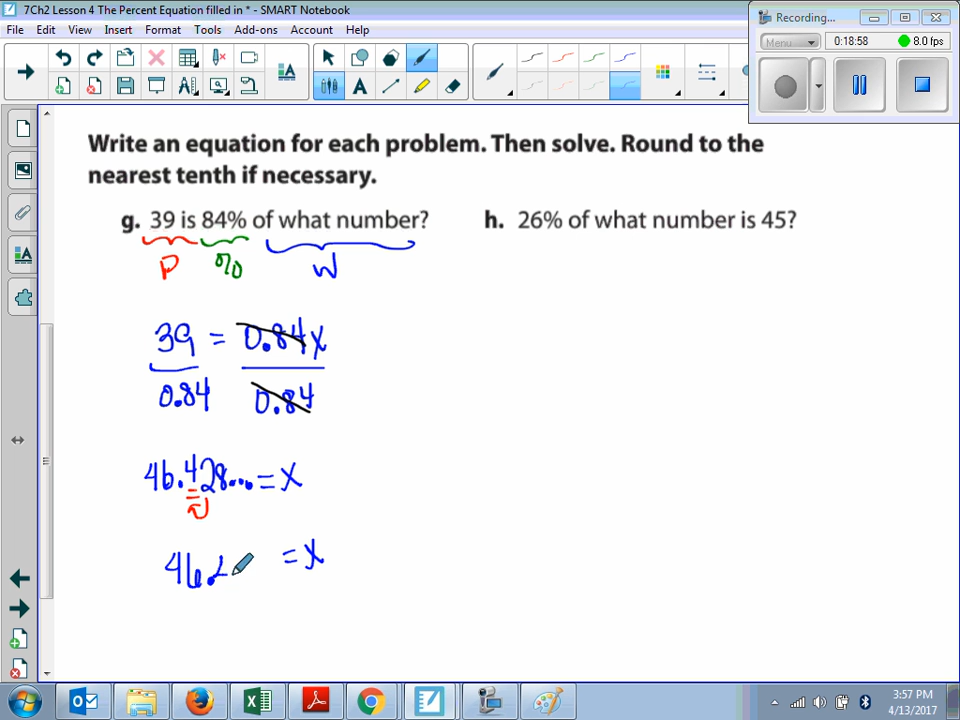 7Ch2 Lesson 4 The Percent Equation filled in * - SMART Notebook
File Edit View Insert Format Tools Add-ons Account Help
Recording...
Menu 0:18:58 8.0 fps
Write an equation for each problem. Then solve. Round to the
nearest tenth if necessary.
g. 39 is 84% of what number? h. 26% of what number is 45?
P % W
39 = 0.84x
0.84 0.84
46.428... = x
46. = x
3:57 PM
4/13/2017